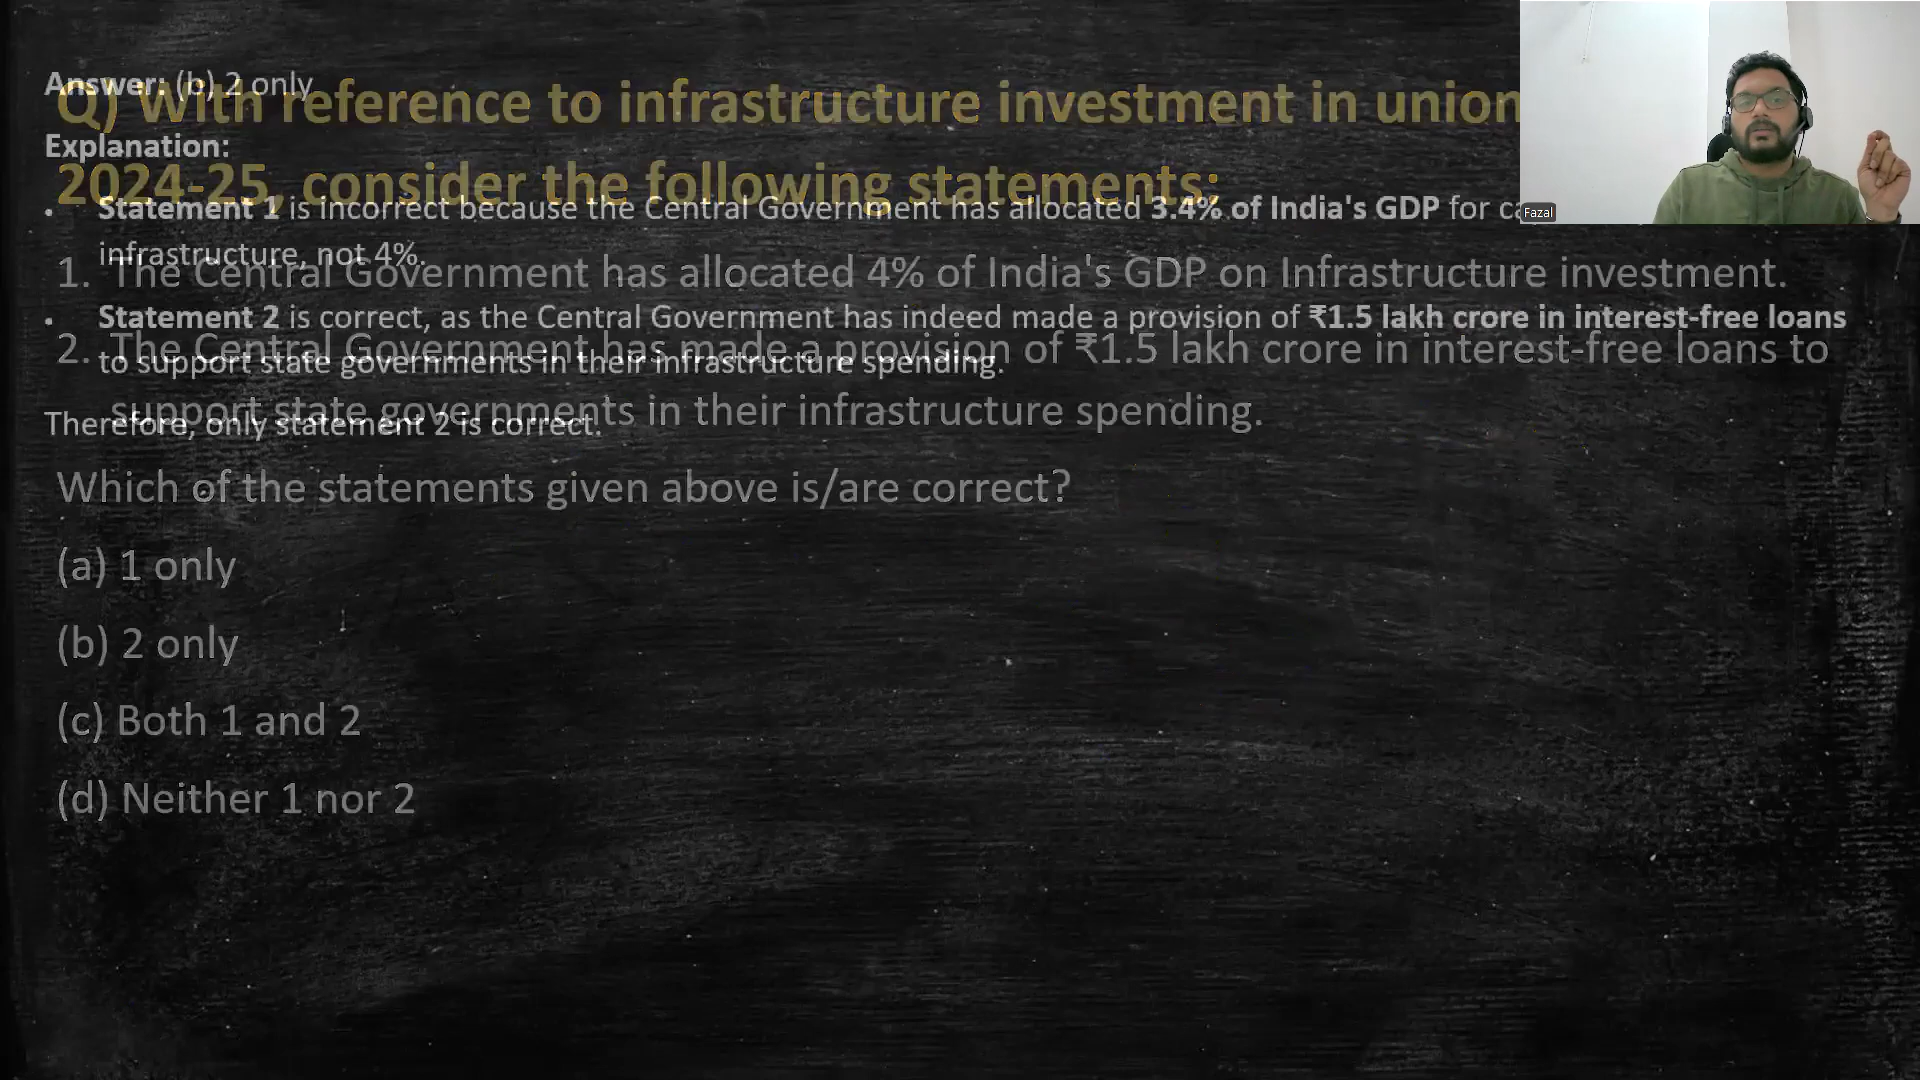 Answer: (b) 2 only
Explanation:
• Statement 1 is incorrect because the Central Government has allocated 3.4% of India's GDP for
infrastructure, not 4%.
• Statement 2 is correct, as the Central Government has indeed made a provision of ₹1.5 lakh crore in interest-free loans
to support state governments in their infrastructure spending.
Therefore, only statement 2 is correct.
Q) With reference to infrastructure investment in union
2024-25, consider the following statements:
1. The Central Government has allocated 4% of India's GDP on Infrastructure investment.
2. The Central Government has made a provision of ₹1.5 lakh crore in interest-free loans to
support state governments in their infrastructure spending.
Which of the statements given above is/are correct?
(a) 1 only
(b) 2 only
(c) Both 1 and 2
(d) Neither 1 nor 2
Fazal